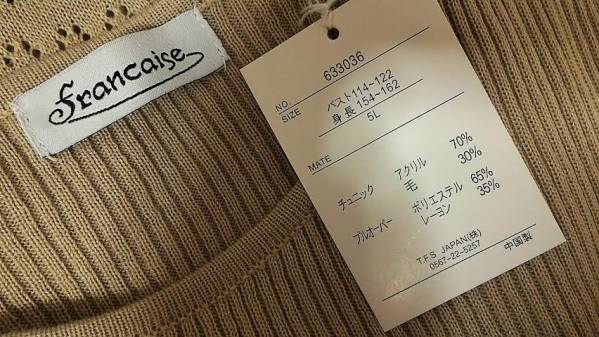 francaise
NO. 633036
SIZE バスト114-122
身長154-162
5L
MATE
チュニック アクリル 70%
毛 30%
プルオーバー ポリエステル 65%
レーヨン 35%
T.F.S JAPAN(株)
0567-22-5257
中国製